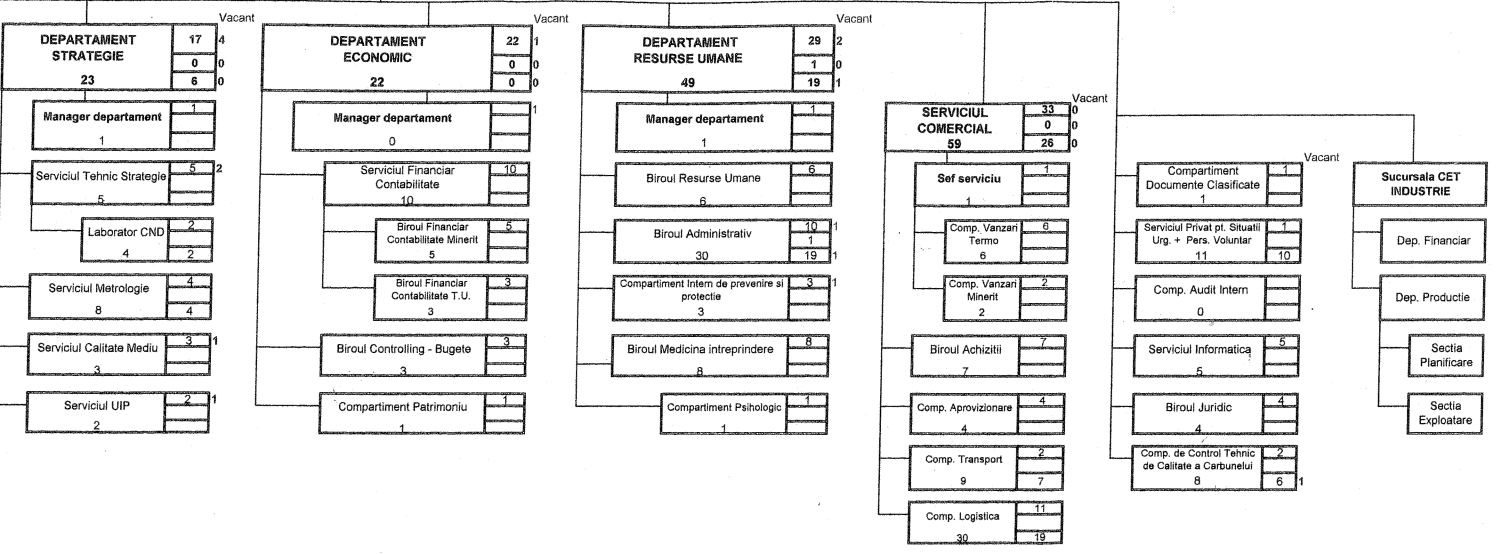 Vacant
DEPARTAMENT
STRATEGIE
23
17 4
0 0
6 0
Manager departament
1
1
Serviciul Tehnic Strategie
5
5 2
Laborator CND
4
2
2
Serviciul Metrologie
8
4
4
Serviciul Calitate Mediu
3
3 1
Serviciul UIP
2
2 1
Vacant
DEPARTAMENT
ECONOMIC
22
22 1
0 0
0 0
Manager departament
0
1
Serviciul Financiar
Contabilitate
10
10
Biroul Financiar
Contabilitate Minerit
5
5
Biroul Financiar
Contabilitate T.U.
3
3
Biroul Controlling - Bugete
3
3
Compartiment Patrimoniu
1
1
Vacant
DEPARTAMENT
RESURSE UMANE
49
29 2
1 0
19 1
Manager departament
1
1
Biroul Resurse Umane
6
6
Biroul Administrativ
30
10 1
1
19 1
Compartiment Intern de prevenire si
protectie
3
3 1
Biroul Medicina intreprindere
8
8
Compartiment Psihologic
1
1
Vacant
SERVICIUL
COMERCIAL
59
33 0
0 0
26 0
Sef serviciu
1
1
Comp. Vanzari
Termo
6
6
Comp. Vanzari
Minerit
2
2
Biroul Achizitii
7
7
Comp. Aprovizionare
4
4
Comp. Transport
9
2
7
Comp. Logistica
30
11
19
Vacant
Compartiment
Documente Clasificate
1
1
Serviciul Privat pt. Situatii
Urg. + Pers. Voluntar
11
1
10
Comp. Audit Intern
0
Serviciul Informatica
5
5
Biroul Juridic
4
4
Comp. de Control Tehnic
de Calitate a Carbunelui
8
2
6 1
Sucursala CET
INDUSTRIE
Dep. Financiar
Dep. Productie
Sectia
Planificare
Sectia
Exploatare